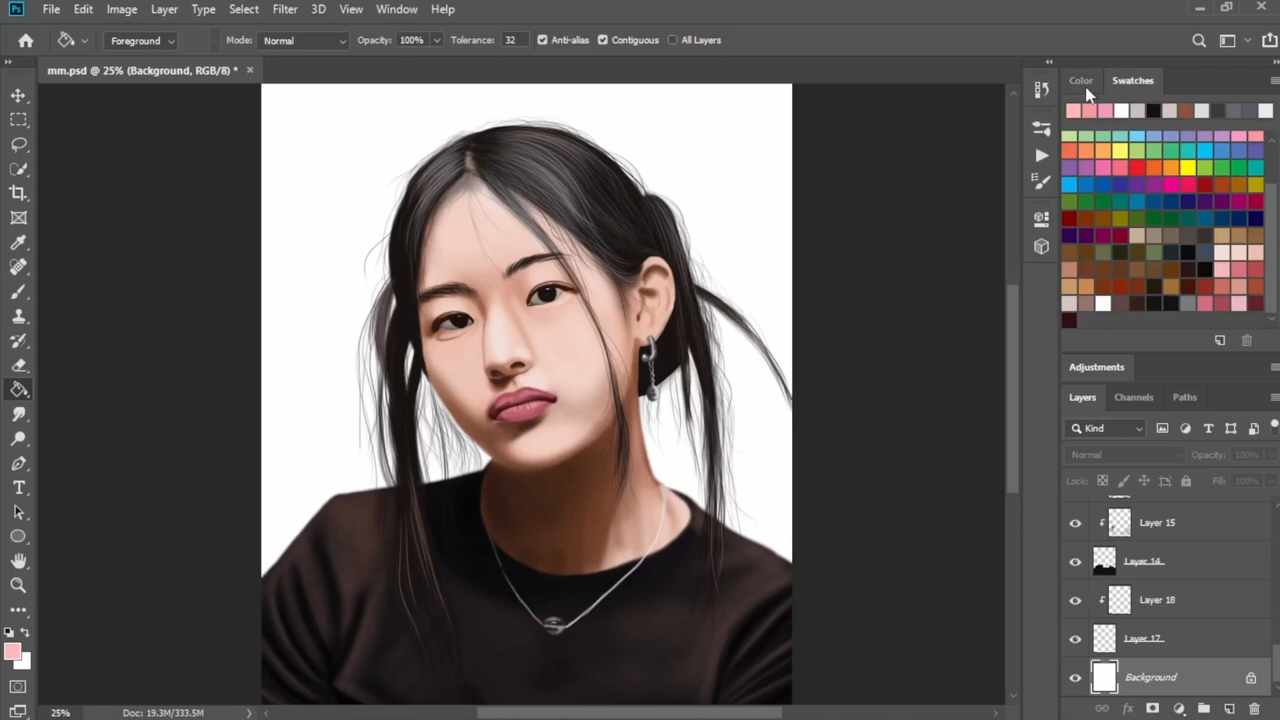 Ps File Edit Image Layer Type Select Filter 3D View Window Help
Foreground Mode: Normal Opacity: 100% Tolerance: 32 Anti-alias Contiguous All Layers
mm.psd @ 25% (Background, RGB/8) *
Color Swatches
Adjustments
Layers Channels Paths
Kind
Normal Opacity: 100%
Locks: Fill: 100%
Layer 15
Layer 14
Layer 18
Layer 17
Background
25% Doc: 19.3M/333.5M